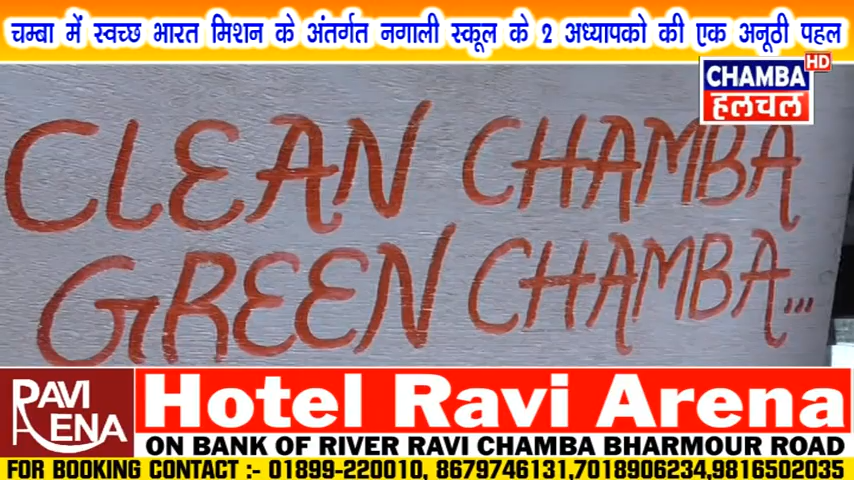 चम्बा में स्वच्छ भारत मिशन के अंतर्गत नगाली स्कूल के 2 अध्यापको की एक अनूठी पहल
CHAMBA HD
हलचल
CLEAN CHAMBA
GREEN CHAMBA...
RAVI
ARENA
Hotel Ravi Arena
ON BANK OF RIVER RAVI CHAMBA BHARMOUR ROAD
FOR BOOKING CONTACT :- 01899-220010, 8679746131,7018906234,9816502035